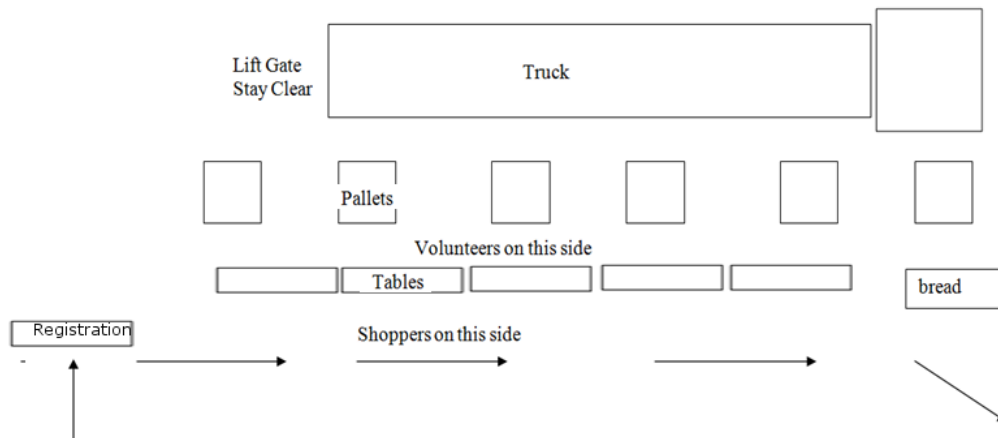 Lift Gate
Stay Clear
Truck
Pallets
Volunteers on this side
Tables
bread
Registration
Shoppers on this side